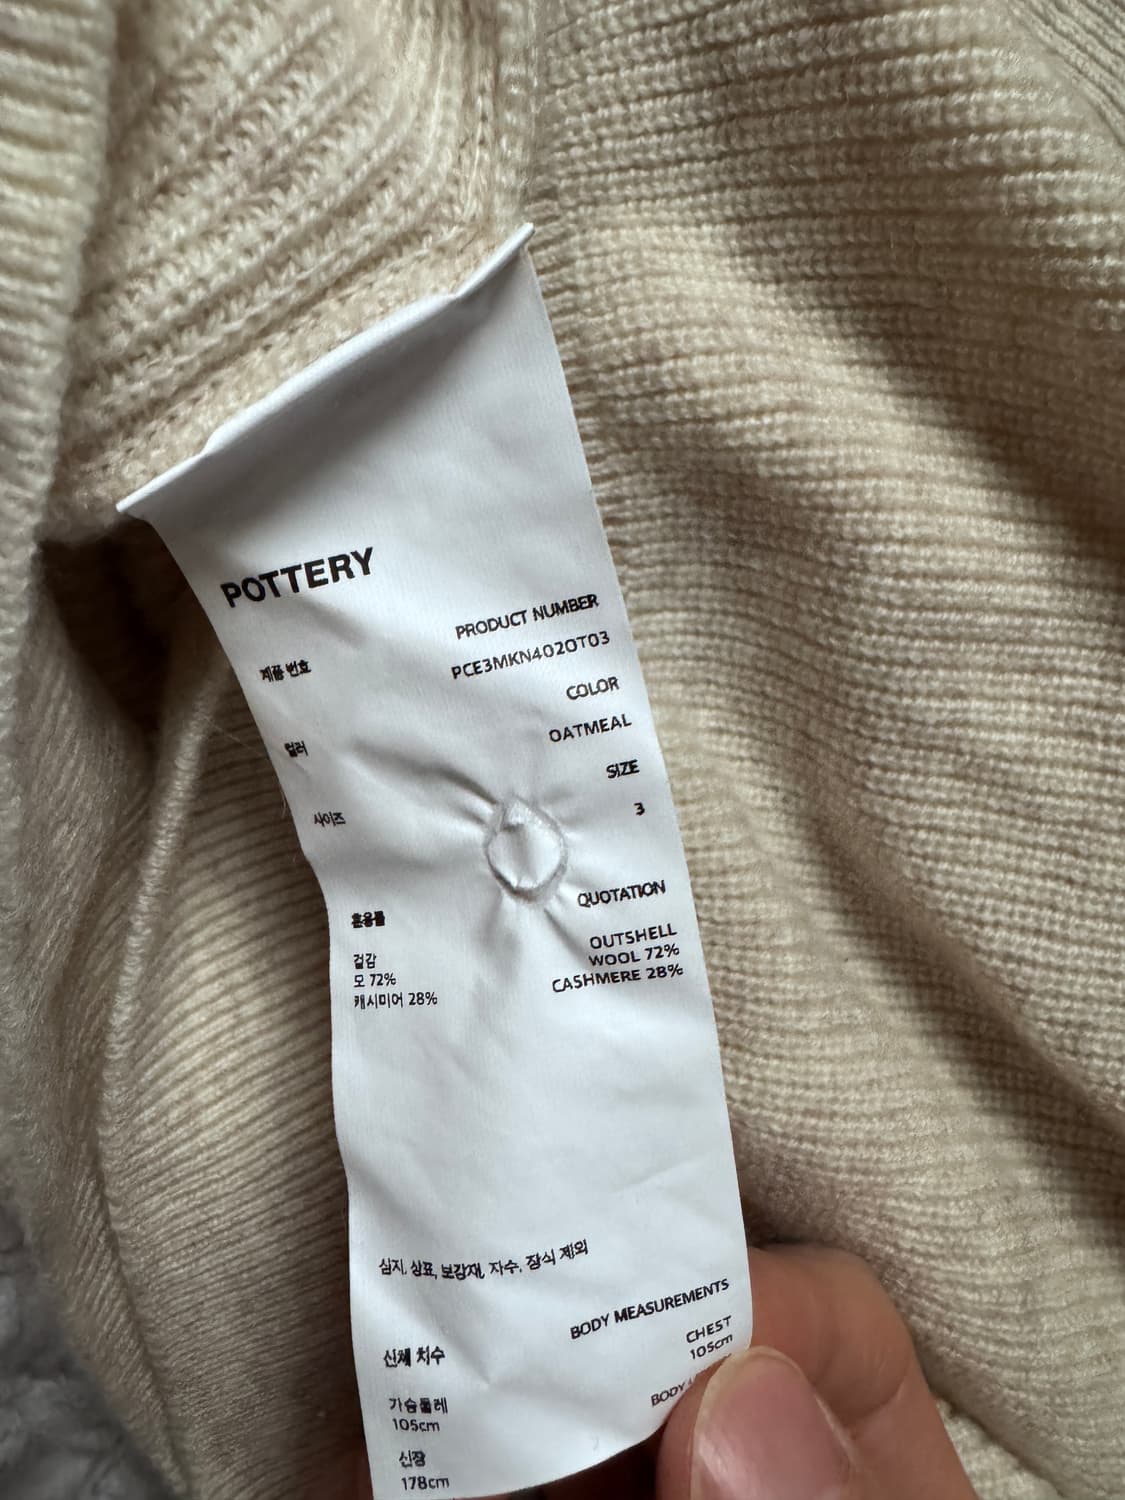 POTTERY
PRODUCT NUMBER
제품 번호
PCE3MKN4020T03
COLOR
컬러
OATMEAL
SIZE
사이즈
3
QUOTATION
혼용률
OUTSHELL
WOOL 72%
CASHMERE 28%
겉감
모 72%
캐시미어 28%
심지, 상표, 보강재, 자수, 장식 제외
BODY MEASUREMENTS
신체 치수
CHEST
105cm
가슴둘레
105cm
BODY
신장
178cm